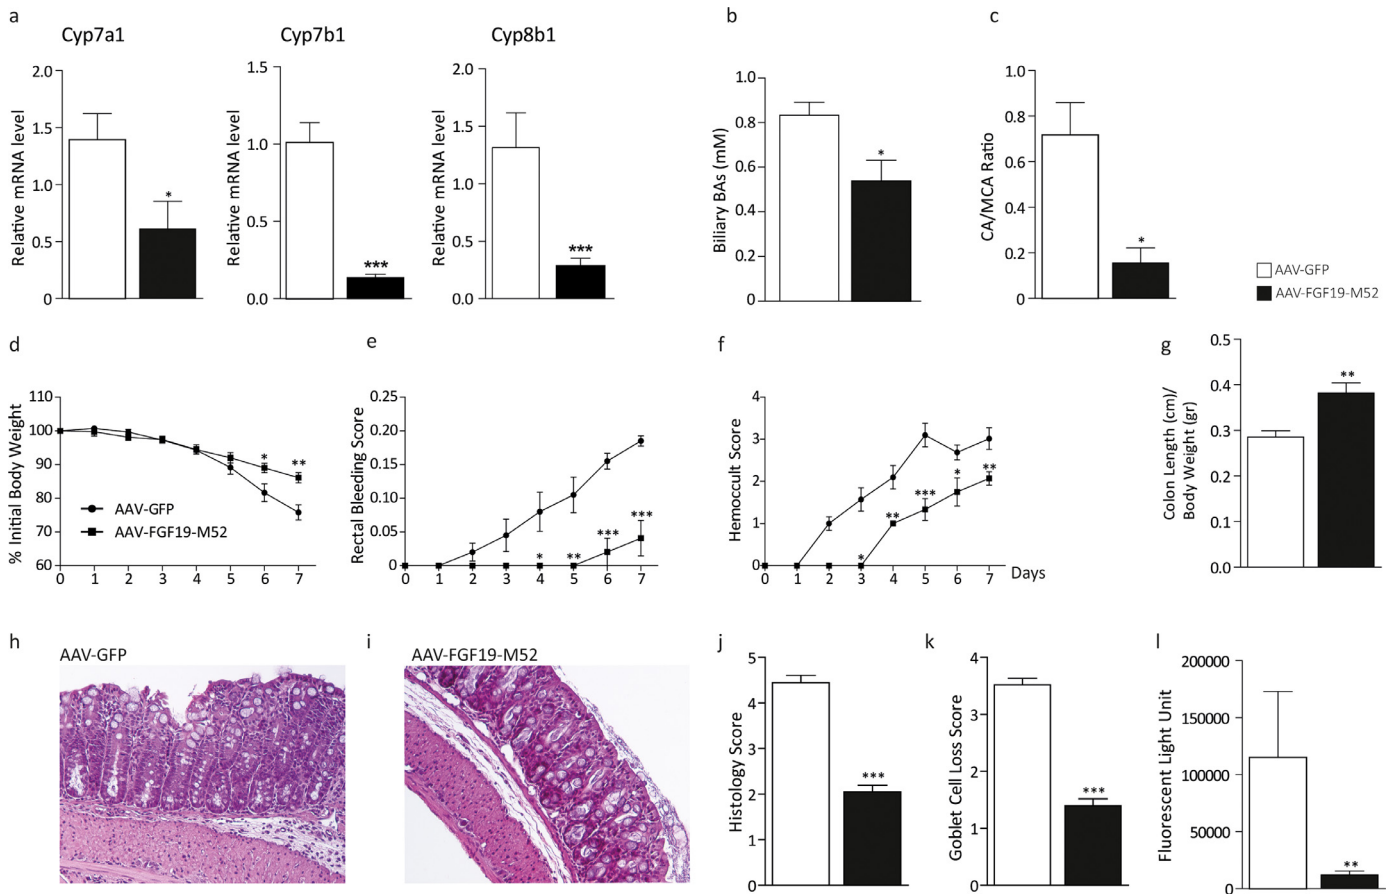 a
Cyp7a1
Cyp7b1
Cyp8b1
Relative mRNA level
2.0
1.5
1.0
0.5
0
*
Relative mRNA level
1.5
1.0
0.5
0.0
***
Relative mRNA level
2.0
1.5
1.0
0.5
0.0
***
b
Biliary BAs (mM)
1.0
0.8
0.6
0.4
0.2
0
*
c
CA/MCA Ratio
1.0
0.8
0.6
0.4
0.2
0
*
AAV-GFP
AAV-FGF19-M52
d
% Initial Body Weight
110
100
90
80
70
60
* **
AAV-GFP
AAV-FGF19-M52
0 1 2 3 4 5 6 7
e
Rectal Bleeding Score
0.25
0.20
0.15
0.10
0.05
0
* ** *** ***
0 1 2 3 4 5 6 7
f
Hemoccult Score
4
3
2
1
0
* ** *** * **
0 1 2 3 4 5 6 7 Days
g
Colon Length (cm)/
Body Weight (gr)
0.5
0.4
0.3
0.2
0.1
0.0
**
h
AAV-GFP
i
AAV-FGF19-M52
j
Histology Score
5
4
3
2
1
0
***
k
Goblet Cell Loss Score
4
3
2
1
0
***
l
Fluorescent Light Unit
200000
150000
100000
50000
0
**